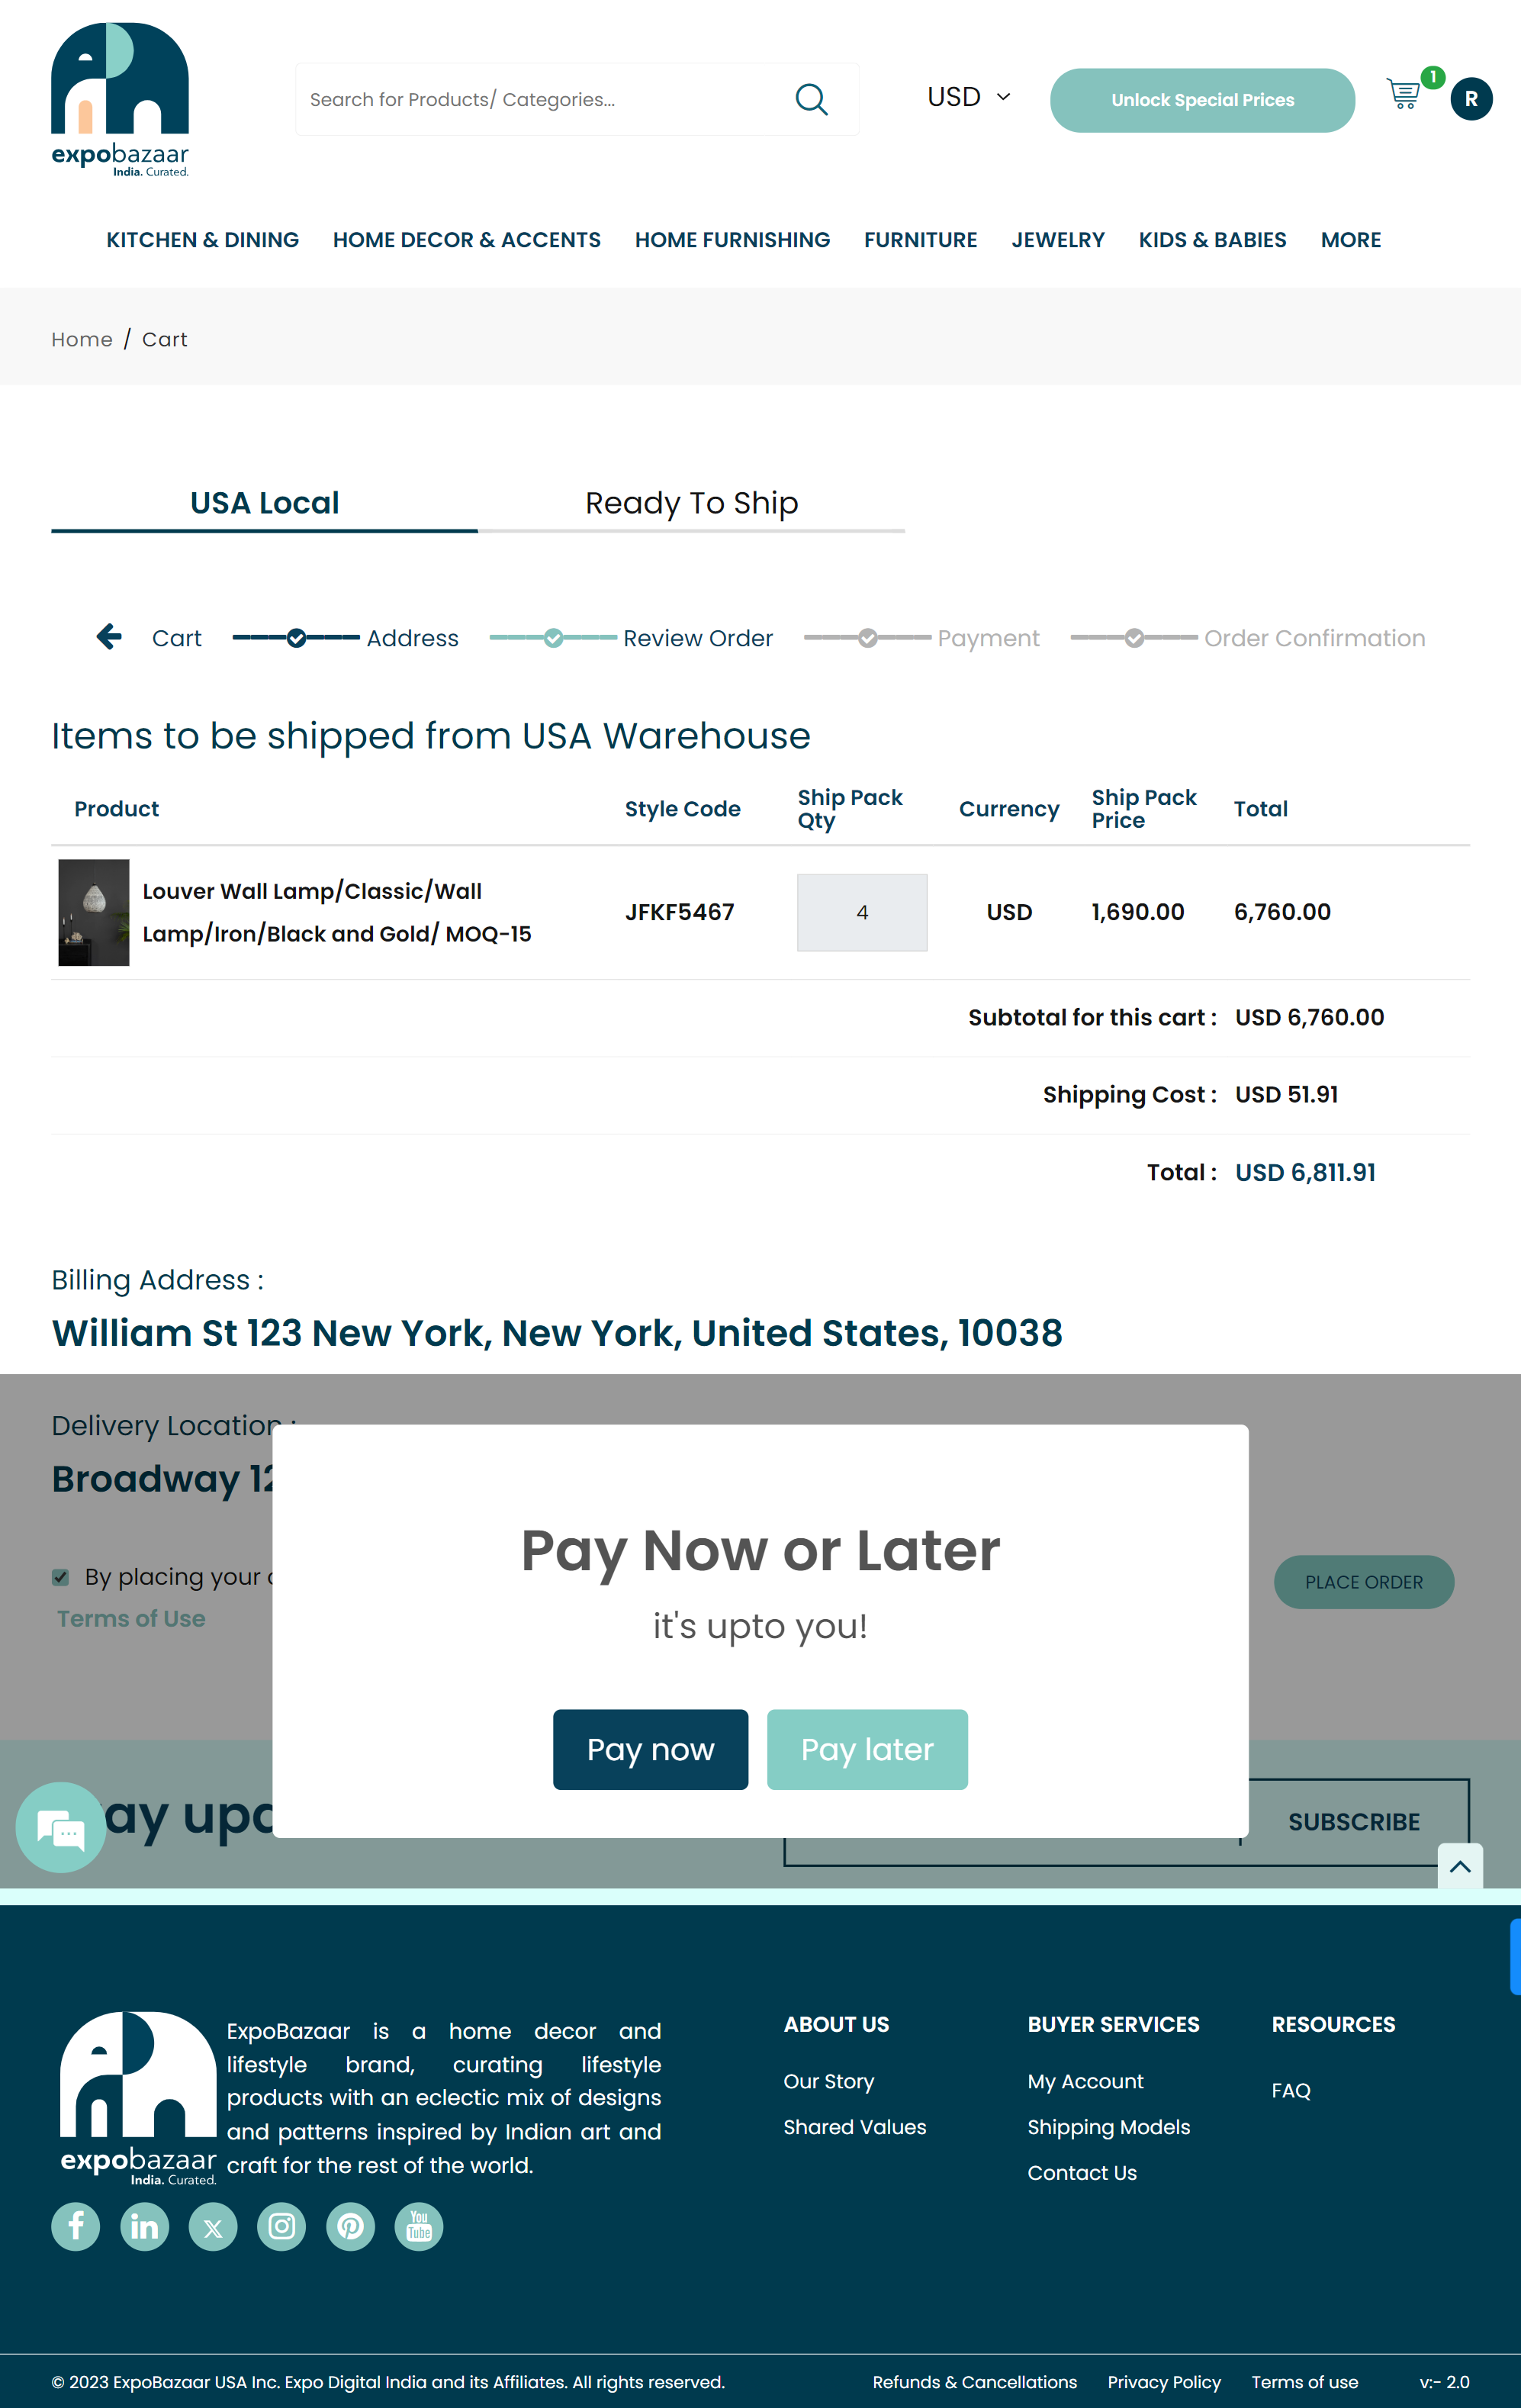 expobazaar
India. Curated.
Search for Products/ Categories...
USD
Unlock Special Prices
1
R
KITCHEN & DINING HOME DECOR & ACCENTS HOME FURNISHING FURNITURE JEWELRY KIDS & BABIES MORE
Home / Cart
USA Local Ready To Ship
Cart Address Review Order Payment Order Confirmation
Items to be shipped from USA Warehouse
Product Style Code Ship Pack Qty Currency Ship Pack Price Total
Louver Wall Lamp/Classic/Wall
Lamp/Iron/Black and Gold/ MOQ-15
JFKF5467 4 USD 1,690.00 6,760.00
Subtotal for this cart : USD 6,760.00
Shipping Cost : USD 51.91
Total : USD 6,811.91
Billing Address :
William St 123 New York, New York, United States, 10038
Delivery Location :
Broadway 12
By placing your
Terms of Use
PLACE ORDER
Pay Now or Later
it's upto you!
Pay now Pay later
SUBSCRIBE
expobazaar
India. Curated.
ExpoBazaar is a home decor and
lifestyle brand, curating lifestyle
products with an eclectic mix of designs
and patterns inspired by Indian art and
craft for the rest of the world.
You
Tube
ABOUT US
Our Story
Shared Values
BUYER SERVICES
My Account
Shipping Models
Contact Us
RESOURCES
FAQ
© 2023 ExpoBazaar USA Inc. Expo Digital India and its Affiliates. All rights reserved.
Refunds & Cancellations Privacy Policy Terms of use v:- 2.0